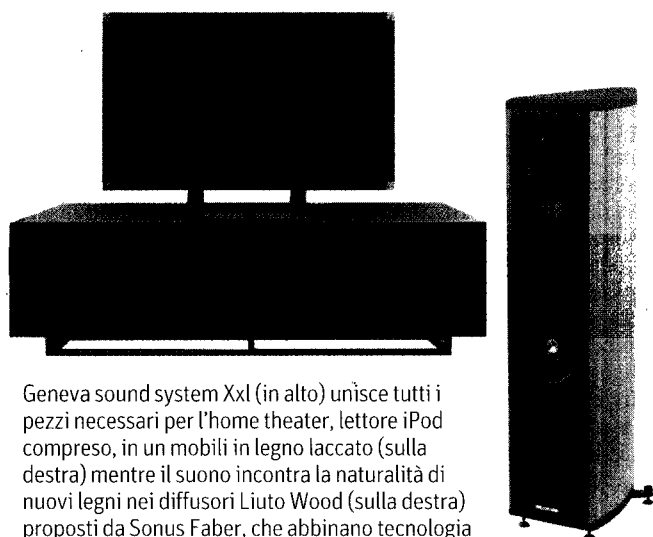 Geneva sound system Xxl (in alto) unisce tutti i
pezzi necessari per l'home theater, lettore iPod
compreso, in un mobili in legno laccato (sulla
destra) mentre il suono incontra la naturalità di
nuovi legni nei diffusori Liuto Wood (sulla destra)
proposti da Sonus Faber, che abbinano tecnologia